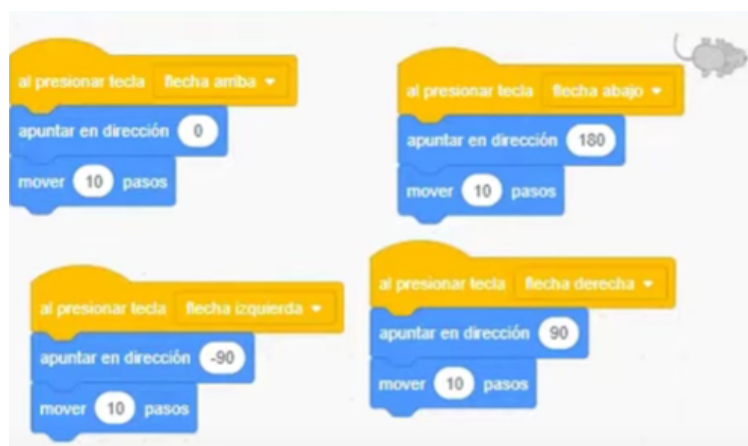 al presionar tecla flecha arriba
apuntar en dirección 0
mover 10 pasos
al presionar tecla flecha abajo
apuntar en dirección 180
mover 10 pasos
al presionar tecla flecha izquierda
apuntar en dirección -90
mover 10 pasos
al presionar tecla flecha derecha
apuntar en dirección 90
mover 10 pasos